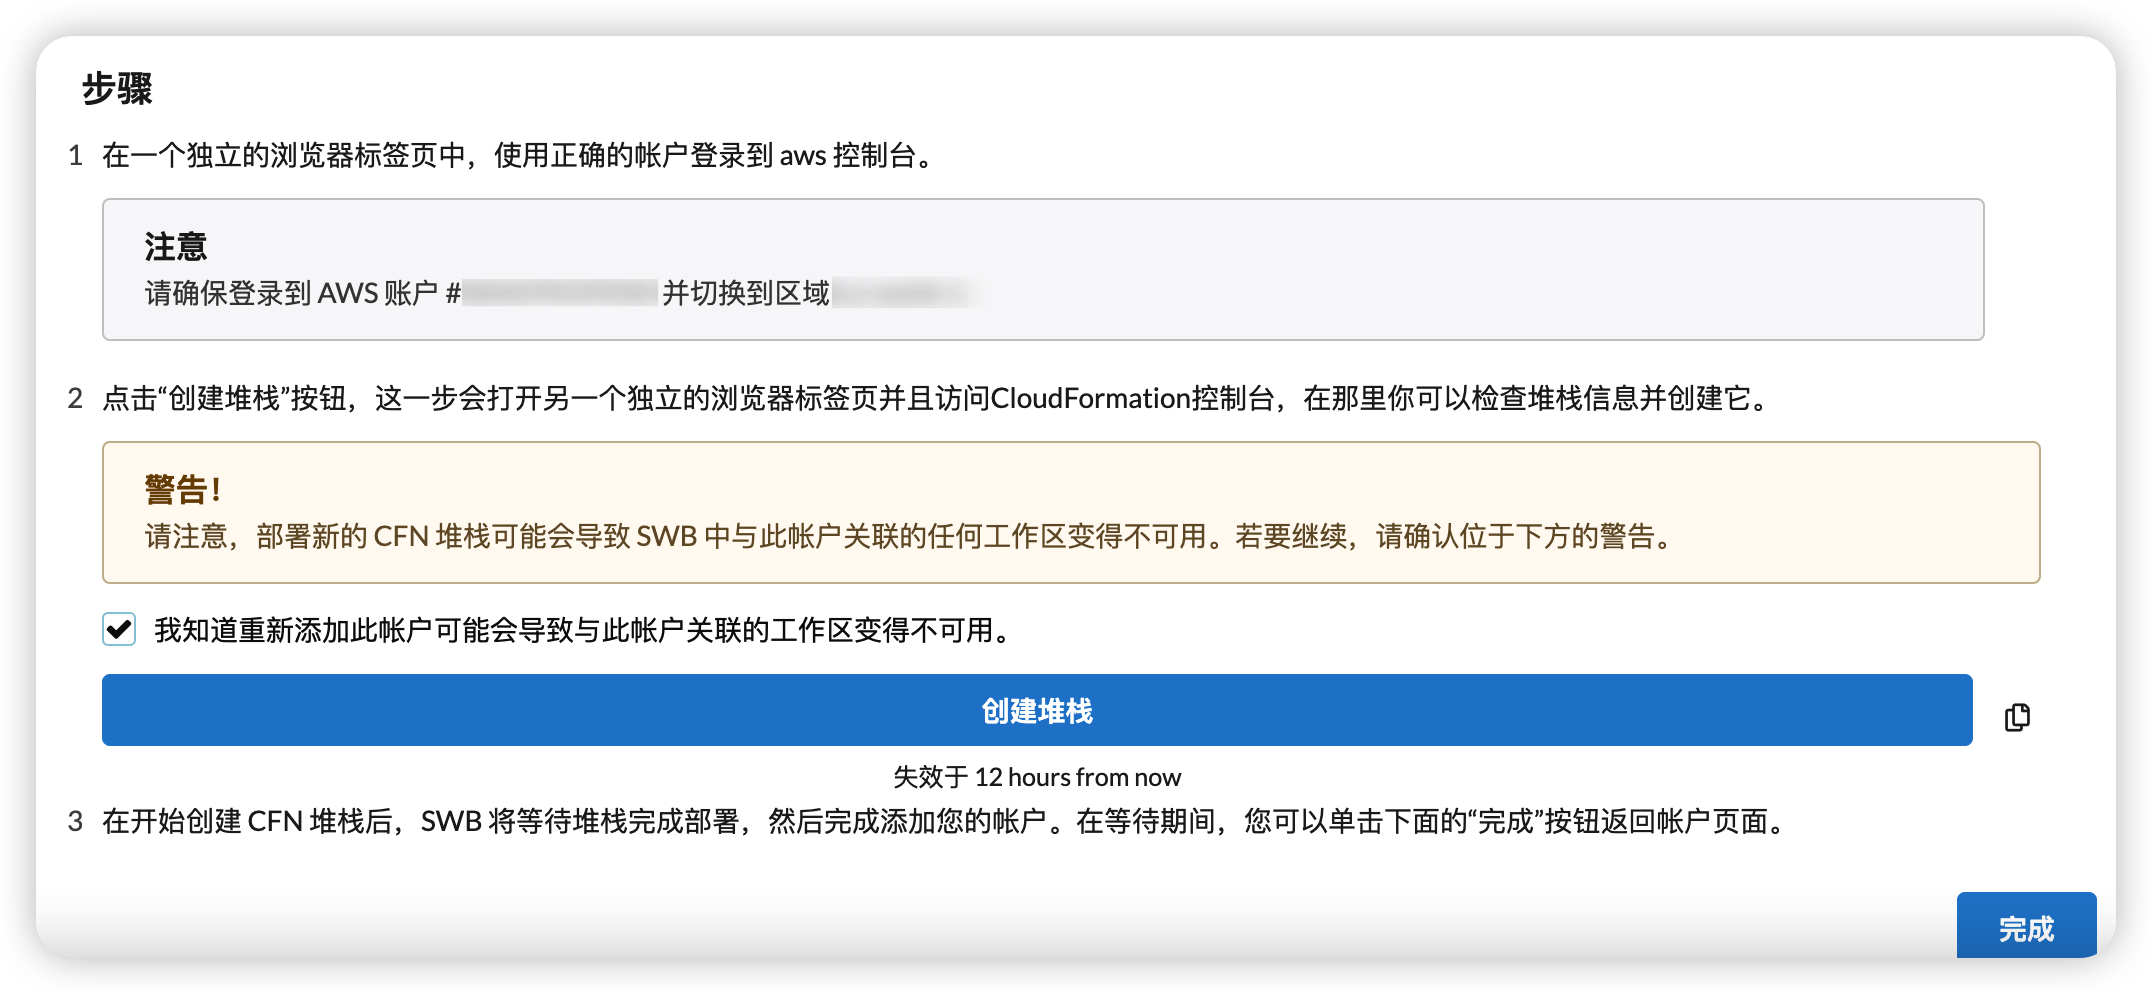 步骤
1 在一个独立的浏览器标签页中，使用正确的帐户登录到 aws 控制台。
注意
请确保登录到 AWS 账户 # 并切换到区域
2 点击“创建堆栈”按钮，这一步会打开另一个独立的浏览器标签页并且访问CloudFormation控制台，在那里你可以检查堆栈信息并创建它。
警告！
请注意，部署新的 CFN 堆栈可能会导致 SWB 中与此帐户关联的任何工作区变得不可用。若要继续，请确认位于下方的警告。
我知道重新添加此帐户可能会导致与此帐户关联的工作区变得不可用。
创建堆栈
失效于 12 hours from now
3 在开始创建 CFN 堆栈后，SWB 将等待堆栈完成部署，然后完成添加您的帐户。在等待期间，您可以单击下面的“完成”按钮返回帐户页面。
完成